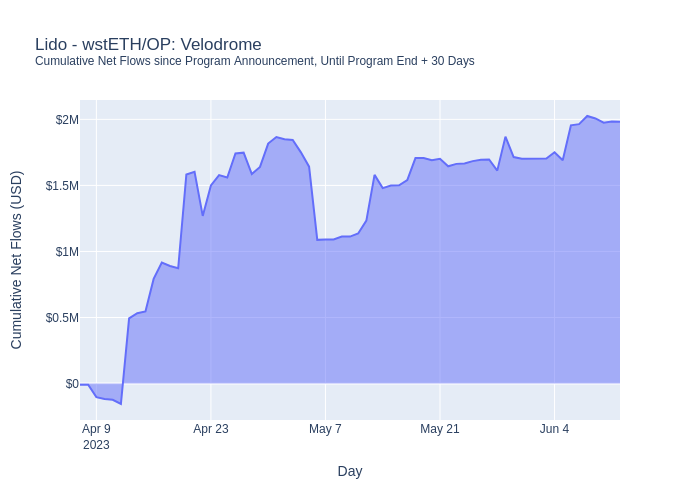 Lido - wstETH/OP: Velodrome
Cumulative Net Flows since Program Announcement, Until Program End + 30 Days
$2M
$1.5M
$1M
$0.5M
$0
Cumulative Net Flows (USD)
Apr 9 Apr 23 May 7 May 21 Jun 4
2023
Day